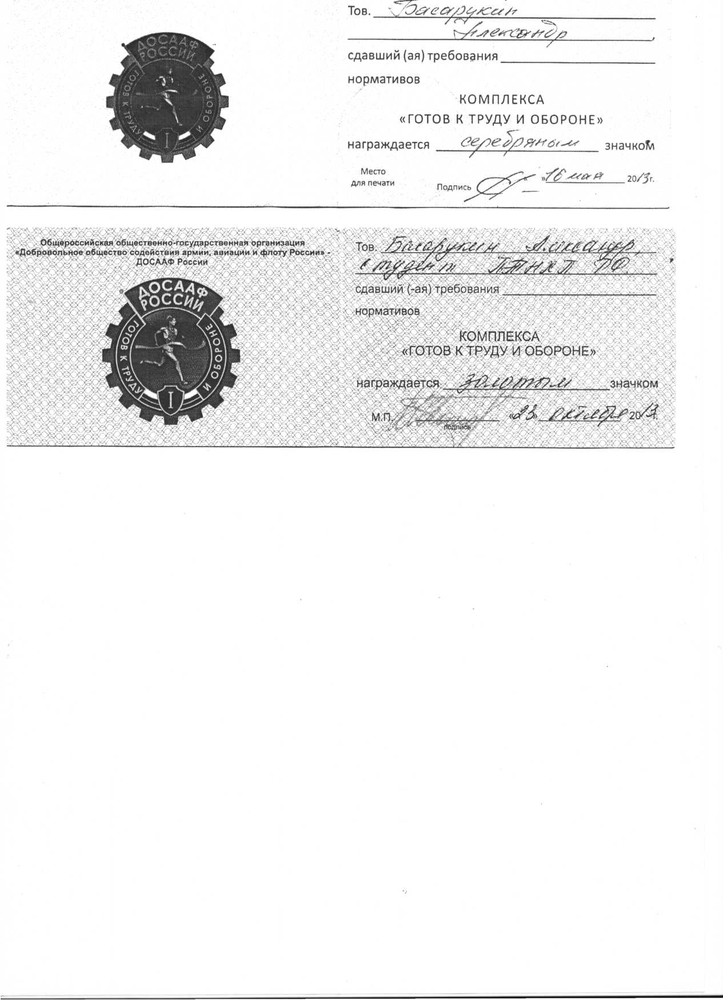 Тов. Басарукин
Александр,
сдавший (ая) требования
нормативов
КОМПЛЕКСА
«ГОТОВ К ТРУДУ И ОБОРОНЕ»
награждается серебряным значком
Место
для печати
Подпись « » 16 мая 2013г.
ДОСААФ
РОССИИ
ГОТОВ К ТРУДУ И ОБОРОНЕ
I
Общероссийская общественно-государственная организация
«Добровольное общество содействия армии, авиации и флоту России» -
ДОСААФ России
ДОСААФ
РОССИИ
ГОТОВ К ТРУДУ И ОБОРОНЕ
I
Тов. Басарукин Александр,
студент ПТНХП РФ.
сдавший (-ая) требования
нормативов
КОМПЛЕКСА
«ГОТОВ К ТРУДУ И ОБОРОНЕ»
награждается золотым значком
М.П. «23» октября 2013г.
подпись